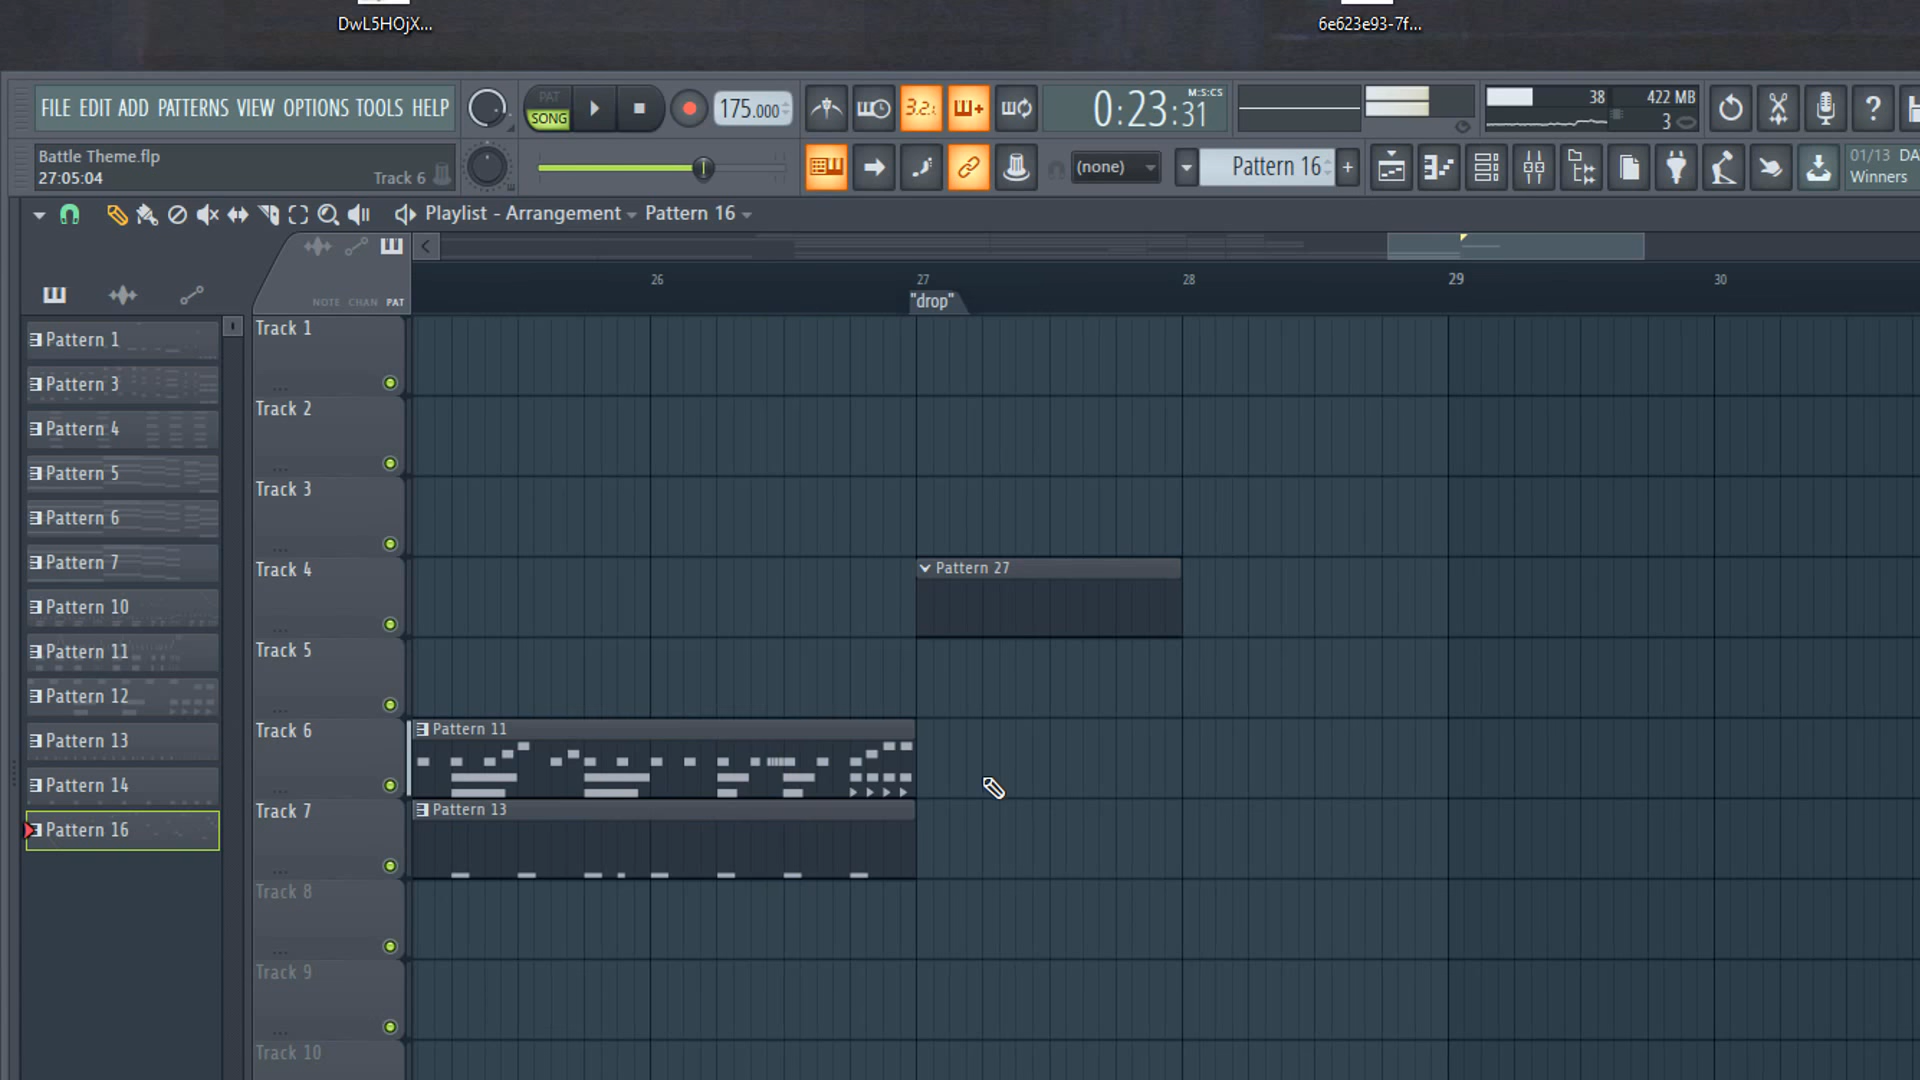 DwL5HOjX...
6e623e93-7f...
FILE EDIT ADD PATTERNS VIEW OPTIONS TOOLS HELP
PAT
SONG
175.000
3.2.
0:23:31
M:S:CS
38
422 MB
3
?
Battle Theme.flp
27:05:04
Track 6
(none)
Pattern 16
+
01/13 DA
Winners
Playlist - Arrangement
Pattern 16
NOTE CHAN PAT
26
27
28
29
30
"drop"
Pattern 1
Pattern 3
Pattern 4
Pattern 5
Pattern 6
Pattern 7
Pattern 10
Pattern 11
Pattern 12
Pattern 13
Pattern 14
Pattern 16
Track 1
Track 2
Track 3
Track 4
Pattern 27
Track 5
Track 6
Pattern 11
Track 7
Pattern 13
Track 8
Track 9
Track 10